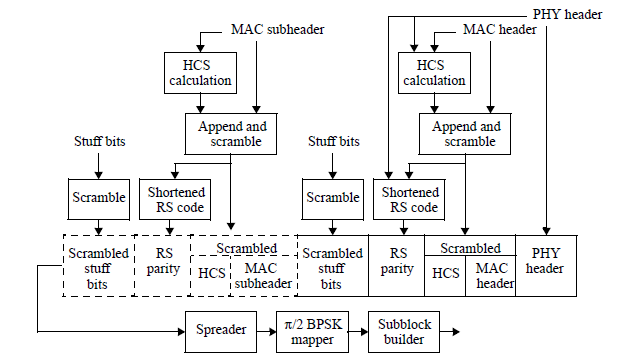 PHY header
MAC subheader
MAC header
HCS
calculation
HCS
calculation
Append and
scramble
Append and
scramble
Stuff bits
Stuff bits
Scramble
Shortened
RS code
Scramble
Shortened
RS code
Scrambled
stuff
bits
RS
parity
Scrambled
HCS
MAC
subheader
Scrambled
stuff
bits
RS
parity
Scrambled
HCS
MAC
header
PHY
header
Spreader
π/2 BPSK
mapper
Subblock
builder